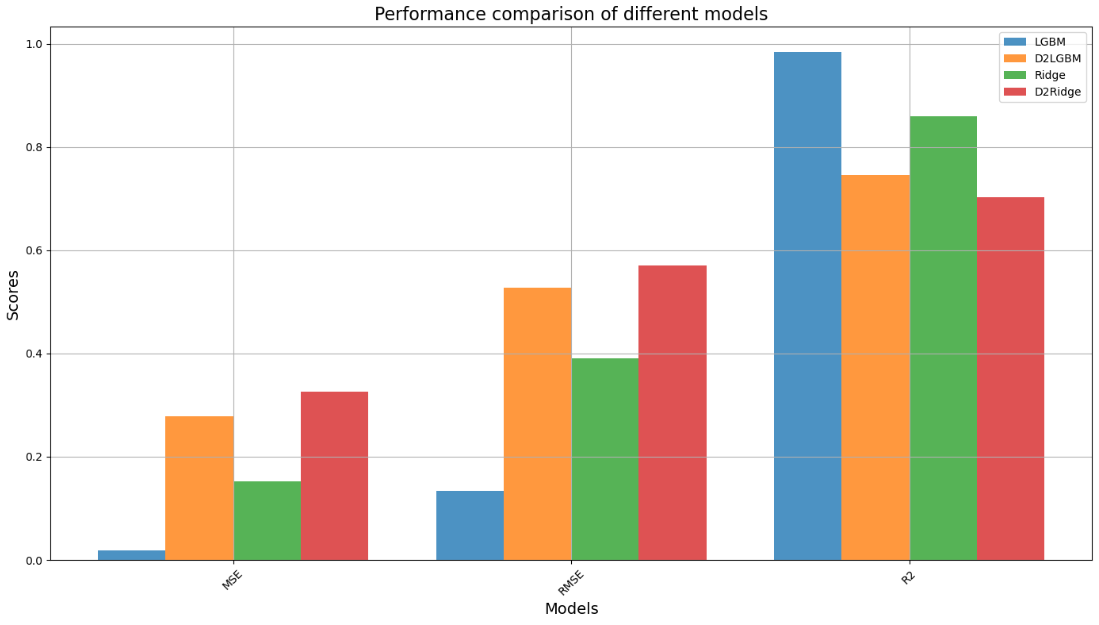 Performance comparison of different models
LGBM
D2LGBM
Ridge
D2Ridge
Scores
1.0
0.8
0.6
0.4
0.2
0.0
MSE
RMSE
R2
Models